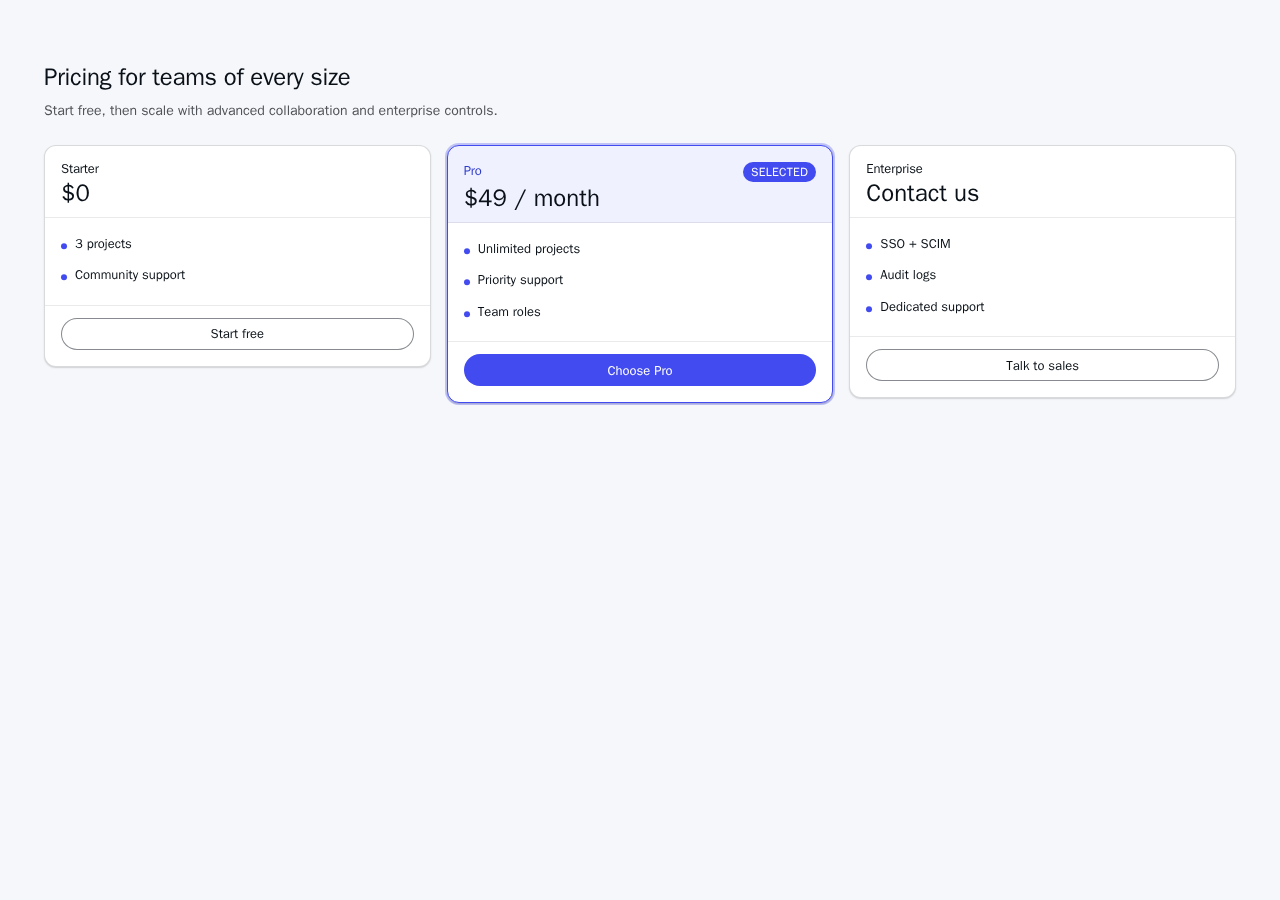 Pricing for teams of every size
Start free, then scale with advanced collaboration and enterprise controls.
Starter
$0
3 projects
Community support
Start free
Pro
SELECTED
$49 / month
Unlimited projects
Priority support
Team roles
Choose Pro
Enterprise
Contact us
SSO + SCIM
Audit logs
Dedicated support
Talk to sales